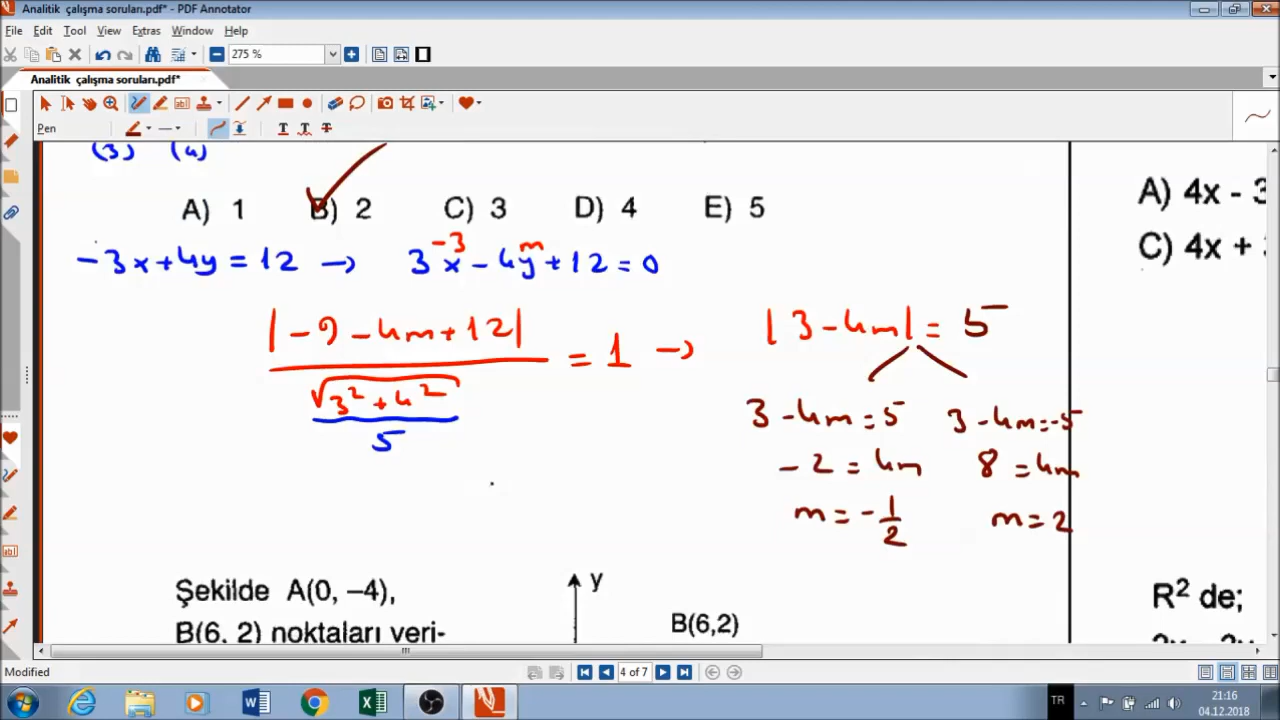 Analitik çalışma soruları.pdf* - PDF Annotator
File Edit Tool View Extras Window Help
275 %
Analitik çalışma soruları.pdf*
Pen
(3) (4)
A) 1 B) 2 C) 3 D) 4 E) 5
A) 4x - 3
C) 4x +
-3x+4y=12 → 3x-4y+12=0
-3 m
|-9-4m+12|
√3²+4²
5
= 1 →
|3-4m| = 5
3-4m=5 3-4m=-5
-2=4m 8=4m
m=-1/2 m=2
Şekilde A(0, –4),
B(6, 2) noktaları veri-
y
B(6,2)
R² de;
Modified
4 of 7
TR
21:16
04.12.2018